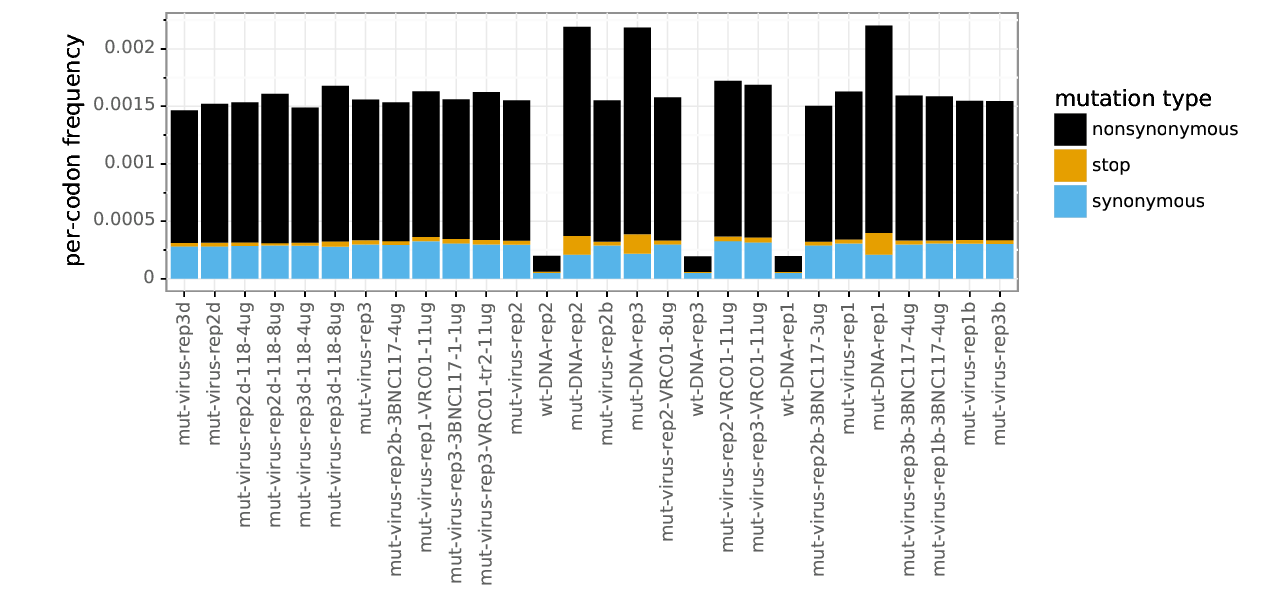 per-codon frequency
0.002
0.0015
0.001
0.0005
0
mut-virus-rep3d
mut-virus-rep2d
mut-virus-rep2d-118-4ug
mut-virus-rep2d-118-8ug
mut-virus-rep3d-118-4ug
mut-virus-rep3d-118-8ug
mut-virus-rep3
mut-virus-rep2b-3BNC117-4ug
mut-virus-rep1-VRC01-11ug
mut-virus-rep3-3BNC117-1-1ug
mut-virus-rep3-VRC01-tr2-11ug
mut-virus-rep2
wt-DNA-rep2
mut-DNA-rep2
mut-virus-rep2b
mut-DNA-rep3
mut-virus-rep2-VRC01-8ug
wt-DNA-rep3
mut-virus-rep2-VRC01-11ug
mut-virus-rep3-VRC01-11ug
wt-DNA-rep1
mut-virus-rep2b-3BNC117-3ug
mut-virus-rep1
mut-DNA-rep1
mut-virus-rep3b-3BNC117-4ug
mut-virus-rep1b-3BNC117-4ug
mut-virus-rep1b
mut-virus-rep3b
mutation type
nonsynonymous
stop
synonymous